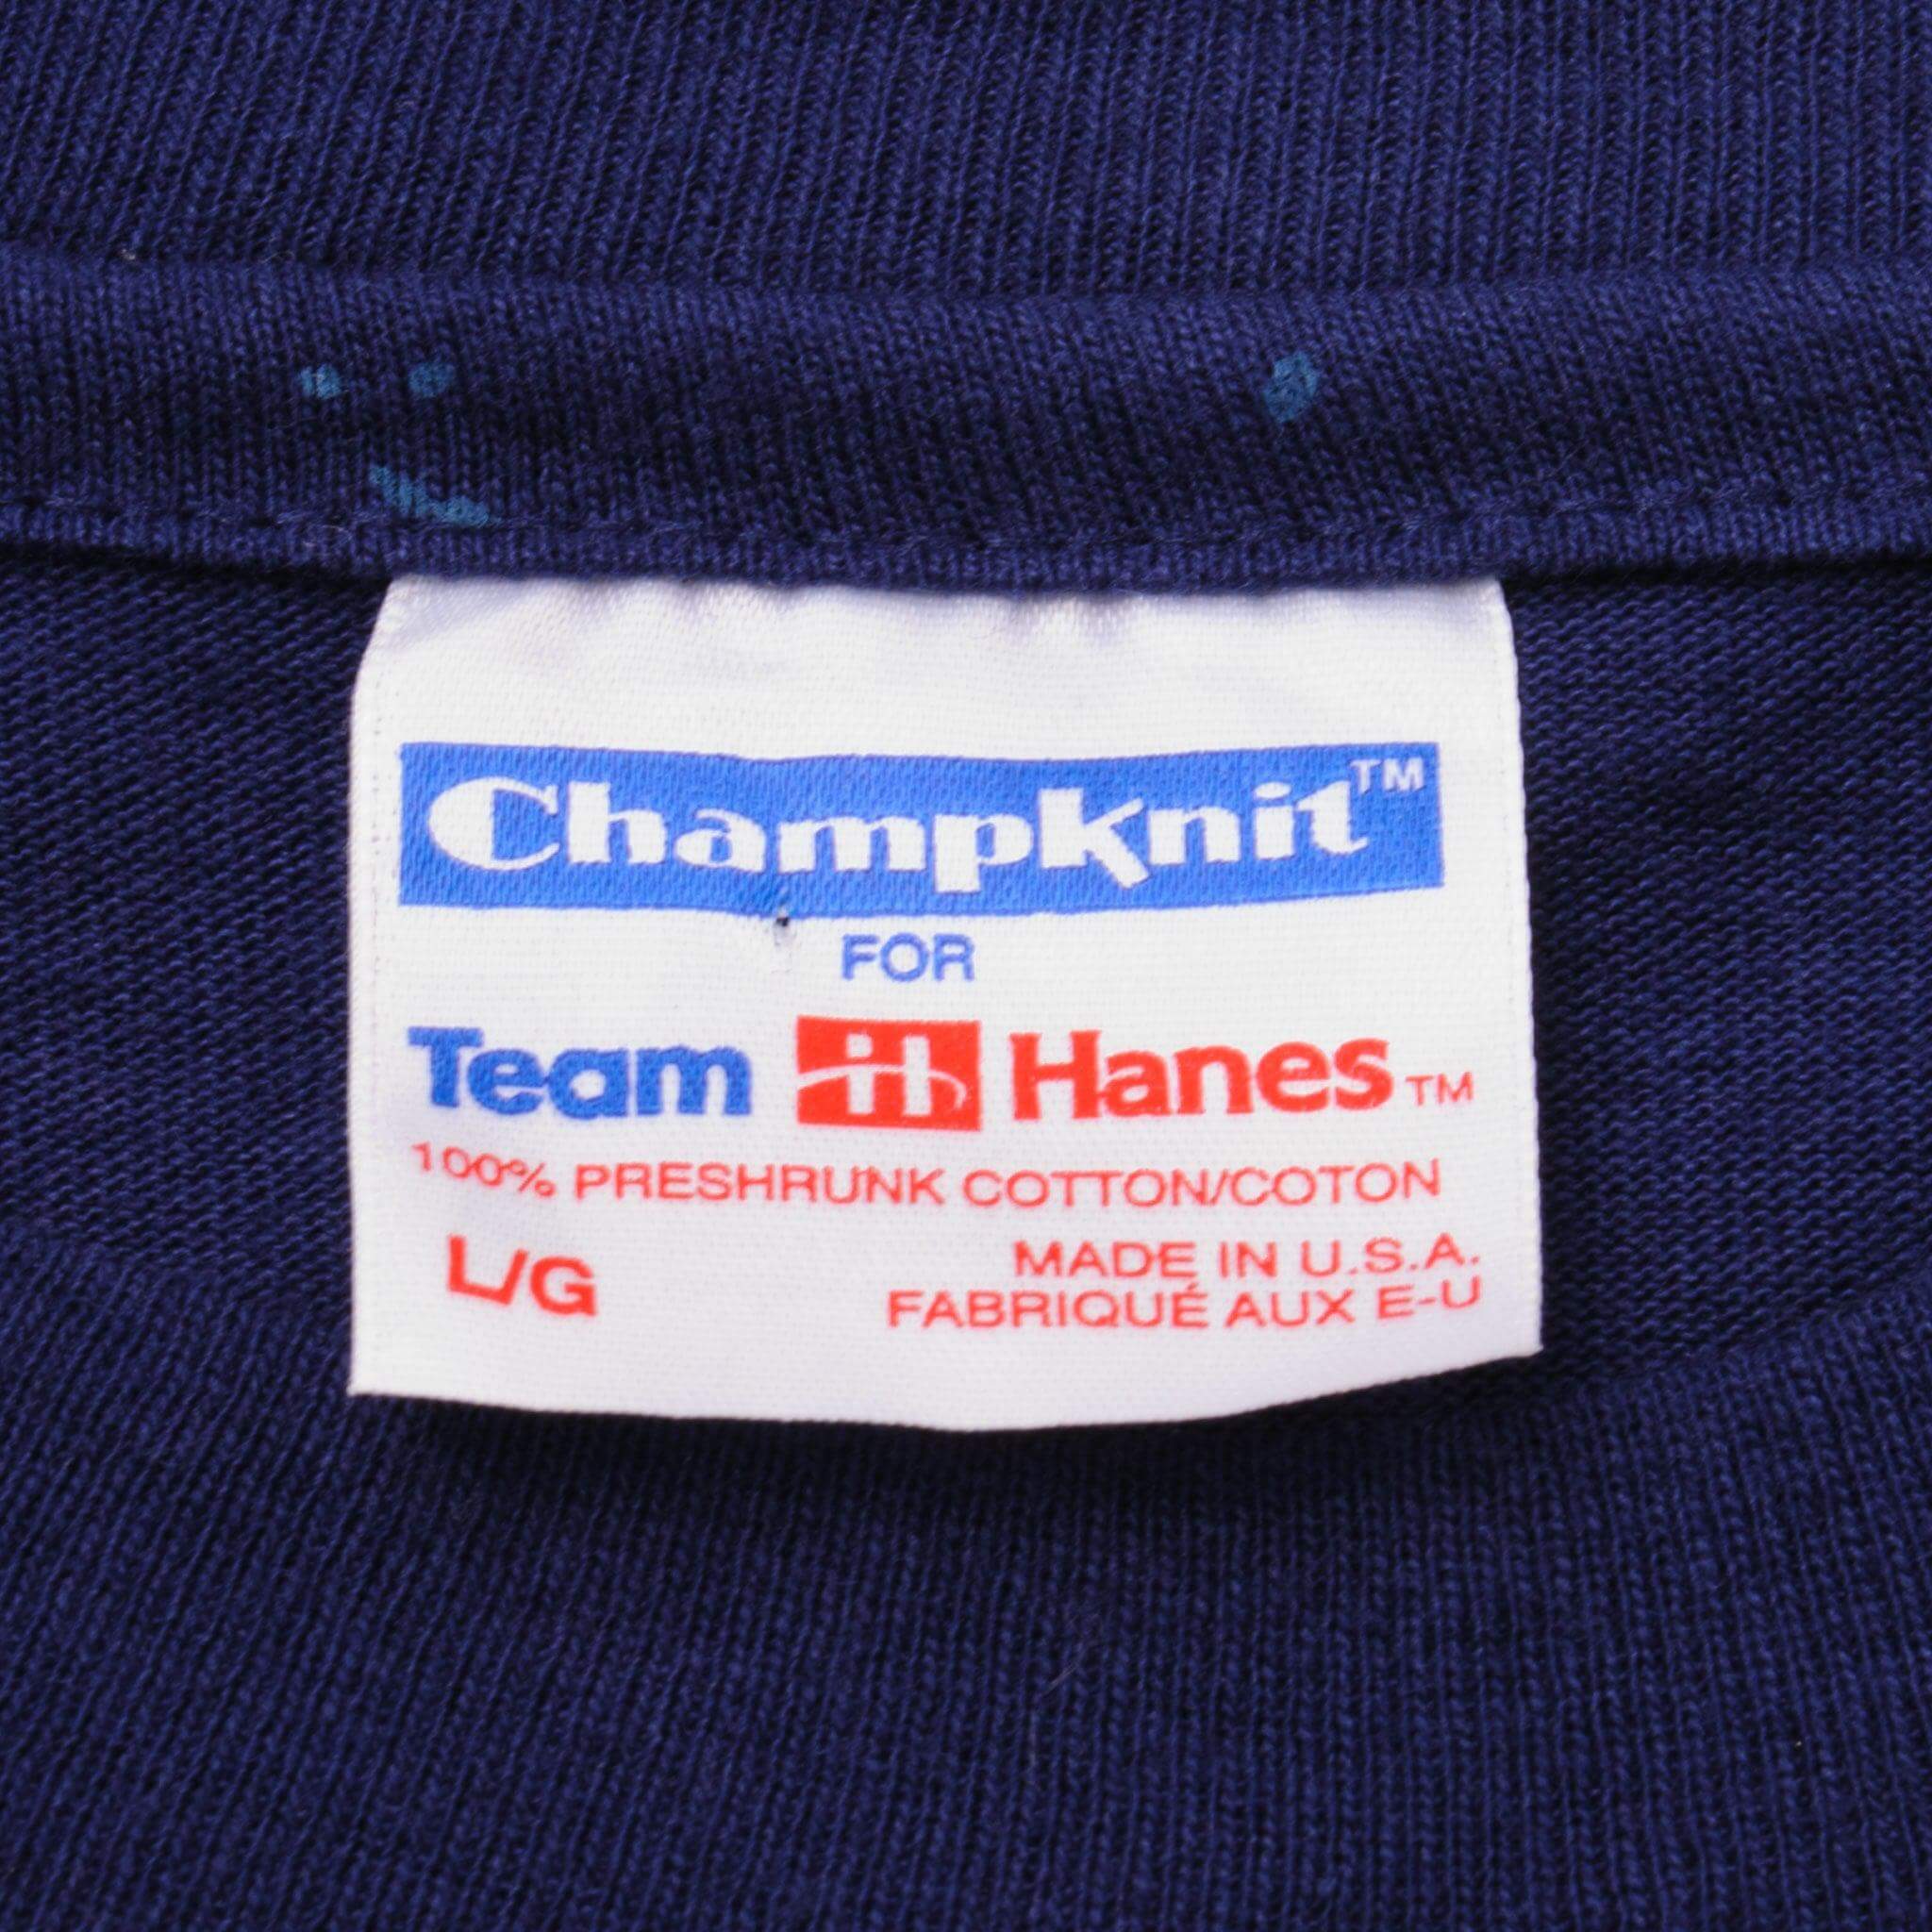 Champknit™
FOR
Team H Hanes™
100% PRESHRUNK COTTON/COTON
L/G
MADE IN U.S.A.
FABRIQUÉ AUX E-U